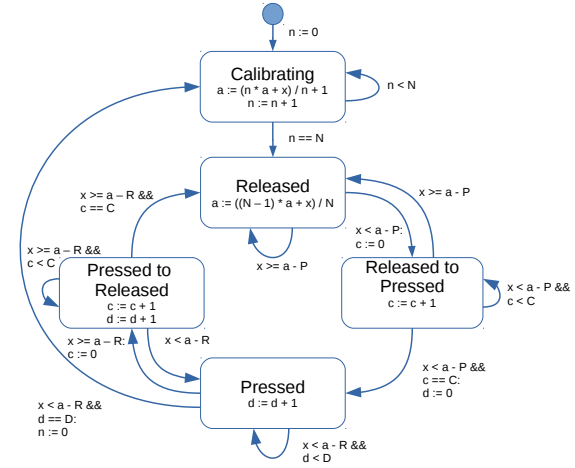 n := 0
Calibrating
a := (n * a + x) / n + 1
n := n + 1
n < N
n == N
Released
a := ((N – 1) * a + x) / N
x >= a – R &&
c == C
x >= a - P
x < a - P:
c := 0
x >= a - P
x >= a – R &&
c < C
Pressed to
Released
c := c + 1
d := d + 1
Released to
Pressed
c := c + 1
x < a - P &&
c < C
x >= a – R:
c := 0
x < a - R
x < a - P &&
c == C:
d := 0
Pressed
d := d + 1
x < a - R &&
d == D:
n := 0
x < a - R &&
d < D